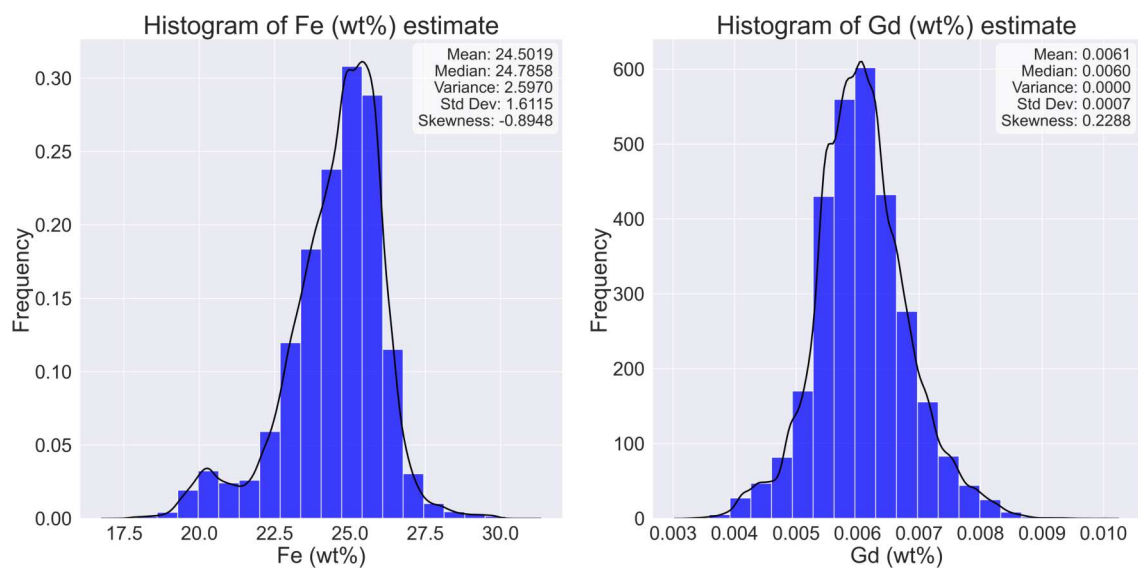 Histogram of Fe (wt%) estimate
Mean: 24.5019
Median: 24.7858
Variance: 2.5970
Std Dev: 1.6115
Skewness: -0.8948
Frequency
0.30
0.25
0.20
0.15
0.10
0.05
0.00
17.5 20.0 22.5 25.0 27.5 30.0
Fe (wt%)
Histogram of Gd (wt%) estimate
Mean: 0.0061
Median: 0.0060
Variance: 0.0000
Std Dev: 0.0007
Skewness: 0.2288
Frequency
600
500
400
300
200
100
0
0.003 0.004 0.005 0.006 0.007 0.008 0.009 0.010
Gd (wt%)